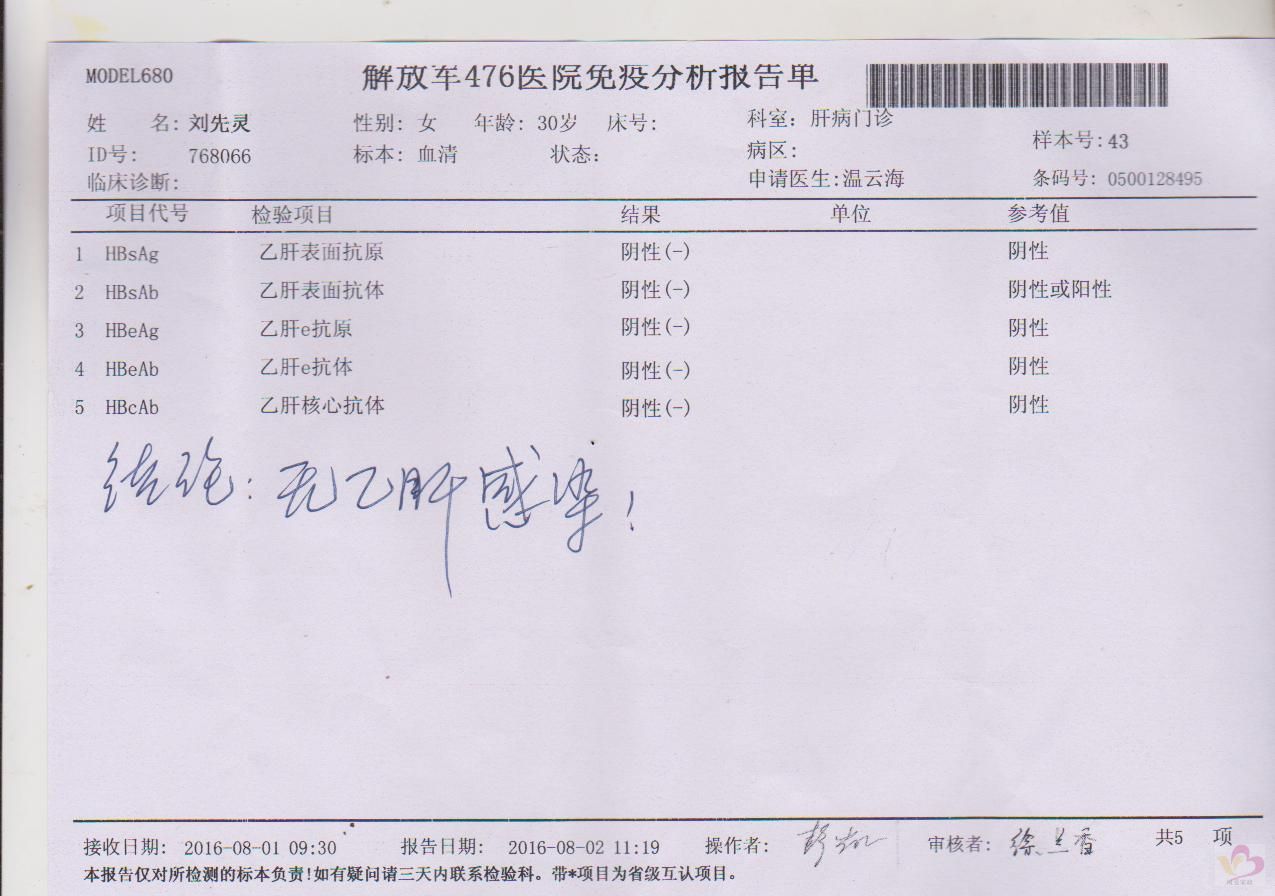 MODEL680
解放军476医院免疫分析报告单
姓 名: 刘先灵 性别: 女 年龄: 30岁 床号: 科室: 肝病门诊
ID号: 768066 标本: 血清 状态: 病区: 样本号: 43
临床诊断: 申请医生:温云海 条码号: 0500128495
项目代号 检验项目 结果 单位 参考值
1 HBsAg 乙肝表面抗原 阴性(-) 阴性
2 HBsAb 乙肝表面抗体 阴性(-) 阴性或阳性
3 HBeAg 乙肝e抗原 阴性(-) 阴性
4 HBeAb 乙肝e抗体 阴性(-) 阴性
5 HBcAb 乙肝核心抗体 阴性(-) 阴性
结论: 无乙肝感染!
接收日期: 2016-08-01 09:30 报告日期: 2016-08-02 11:19 操作者: 审核者: 徐兰香 共5 项
本报告仅对所检测的标本负责!如有疑问请三天内联系检验科。带*项目为省级互认项目。